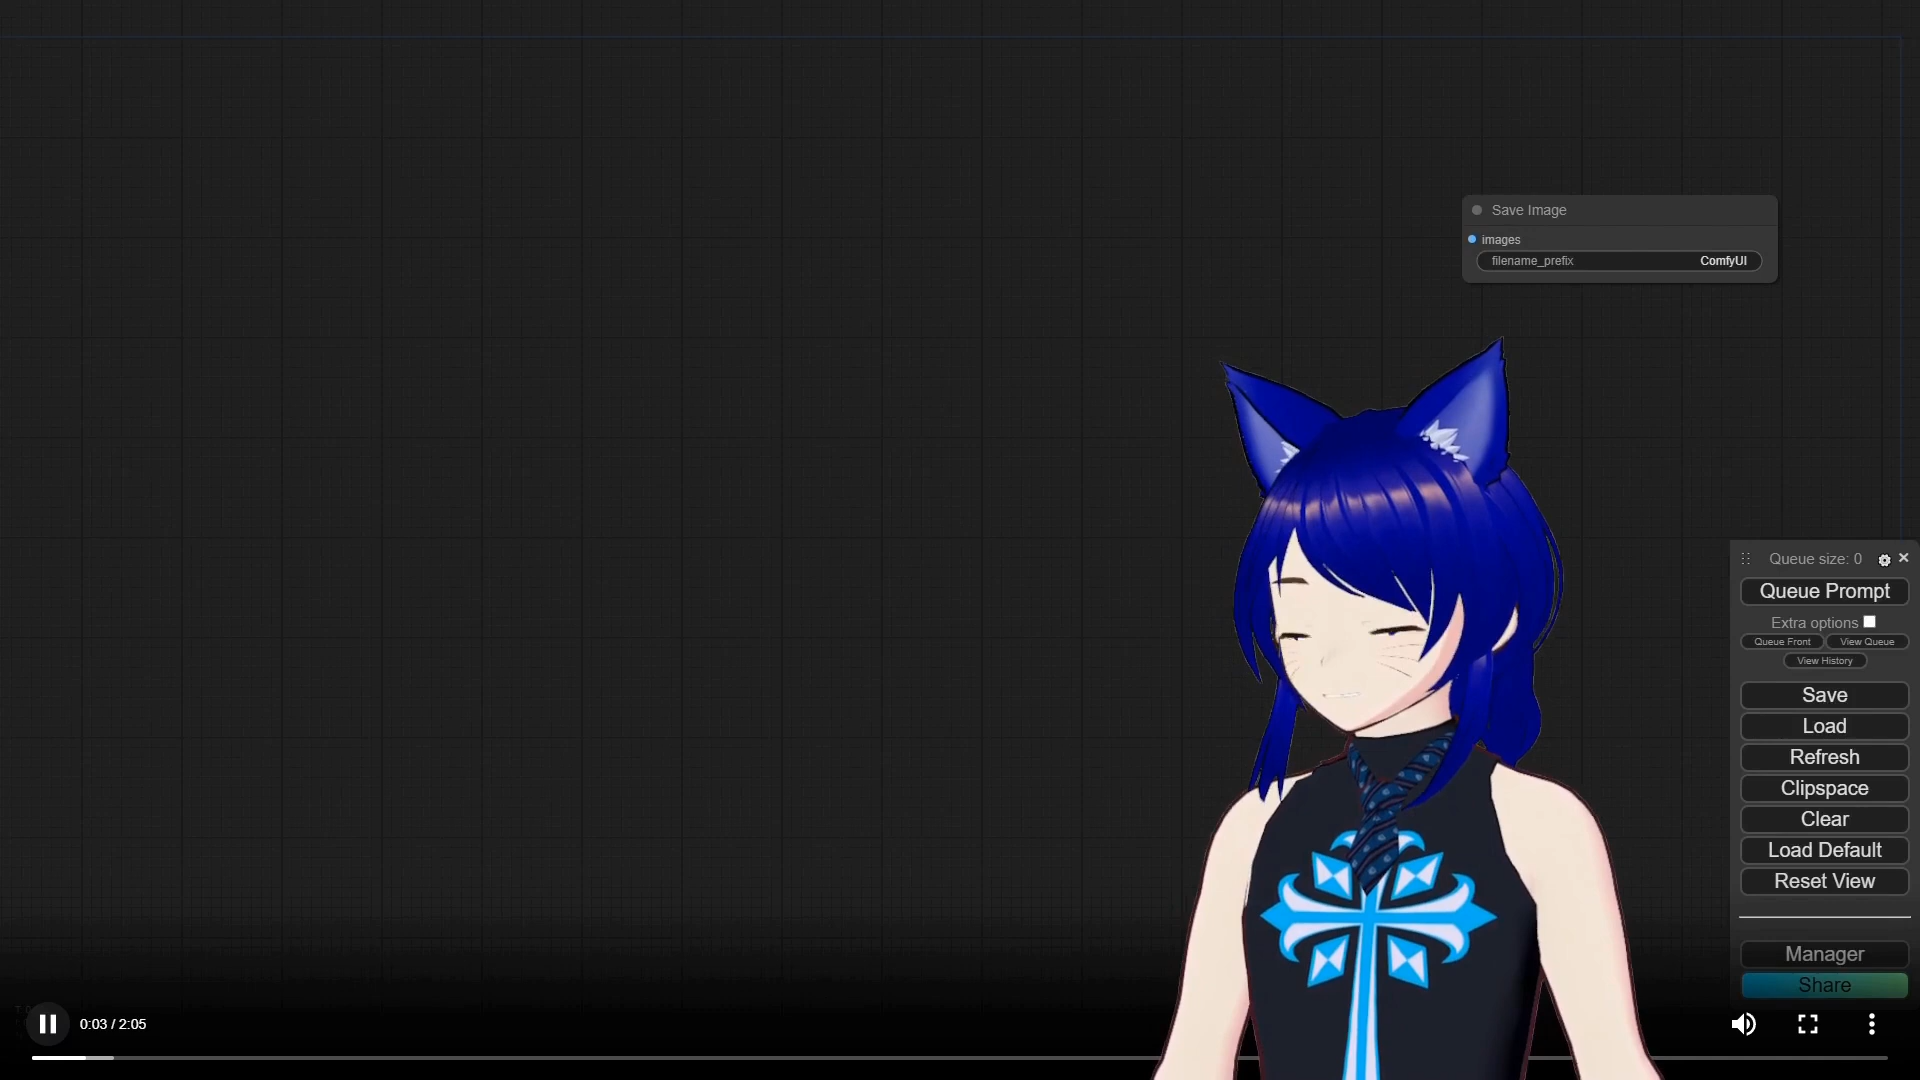 Save Image
images
filename_prefix ComfyUI
Queue size: 0
Queue Prompt
Extra options
Queue Front View Queue
View History
Save
Load
Refresh
Clipspace
Clear
Load Default
Reset View
Manager
Share
0:03 / 2:05